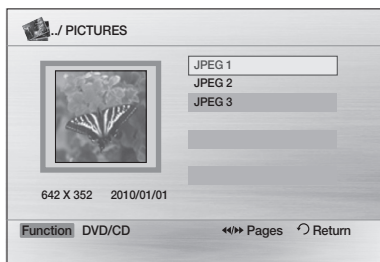 ../ PICTURES
JPEG 1
JPEG 2
JPEG 3
642 X 352 2010/01/01
Function DVD/CD Pages Return